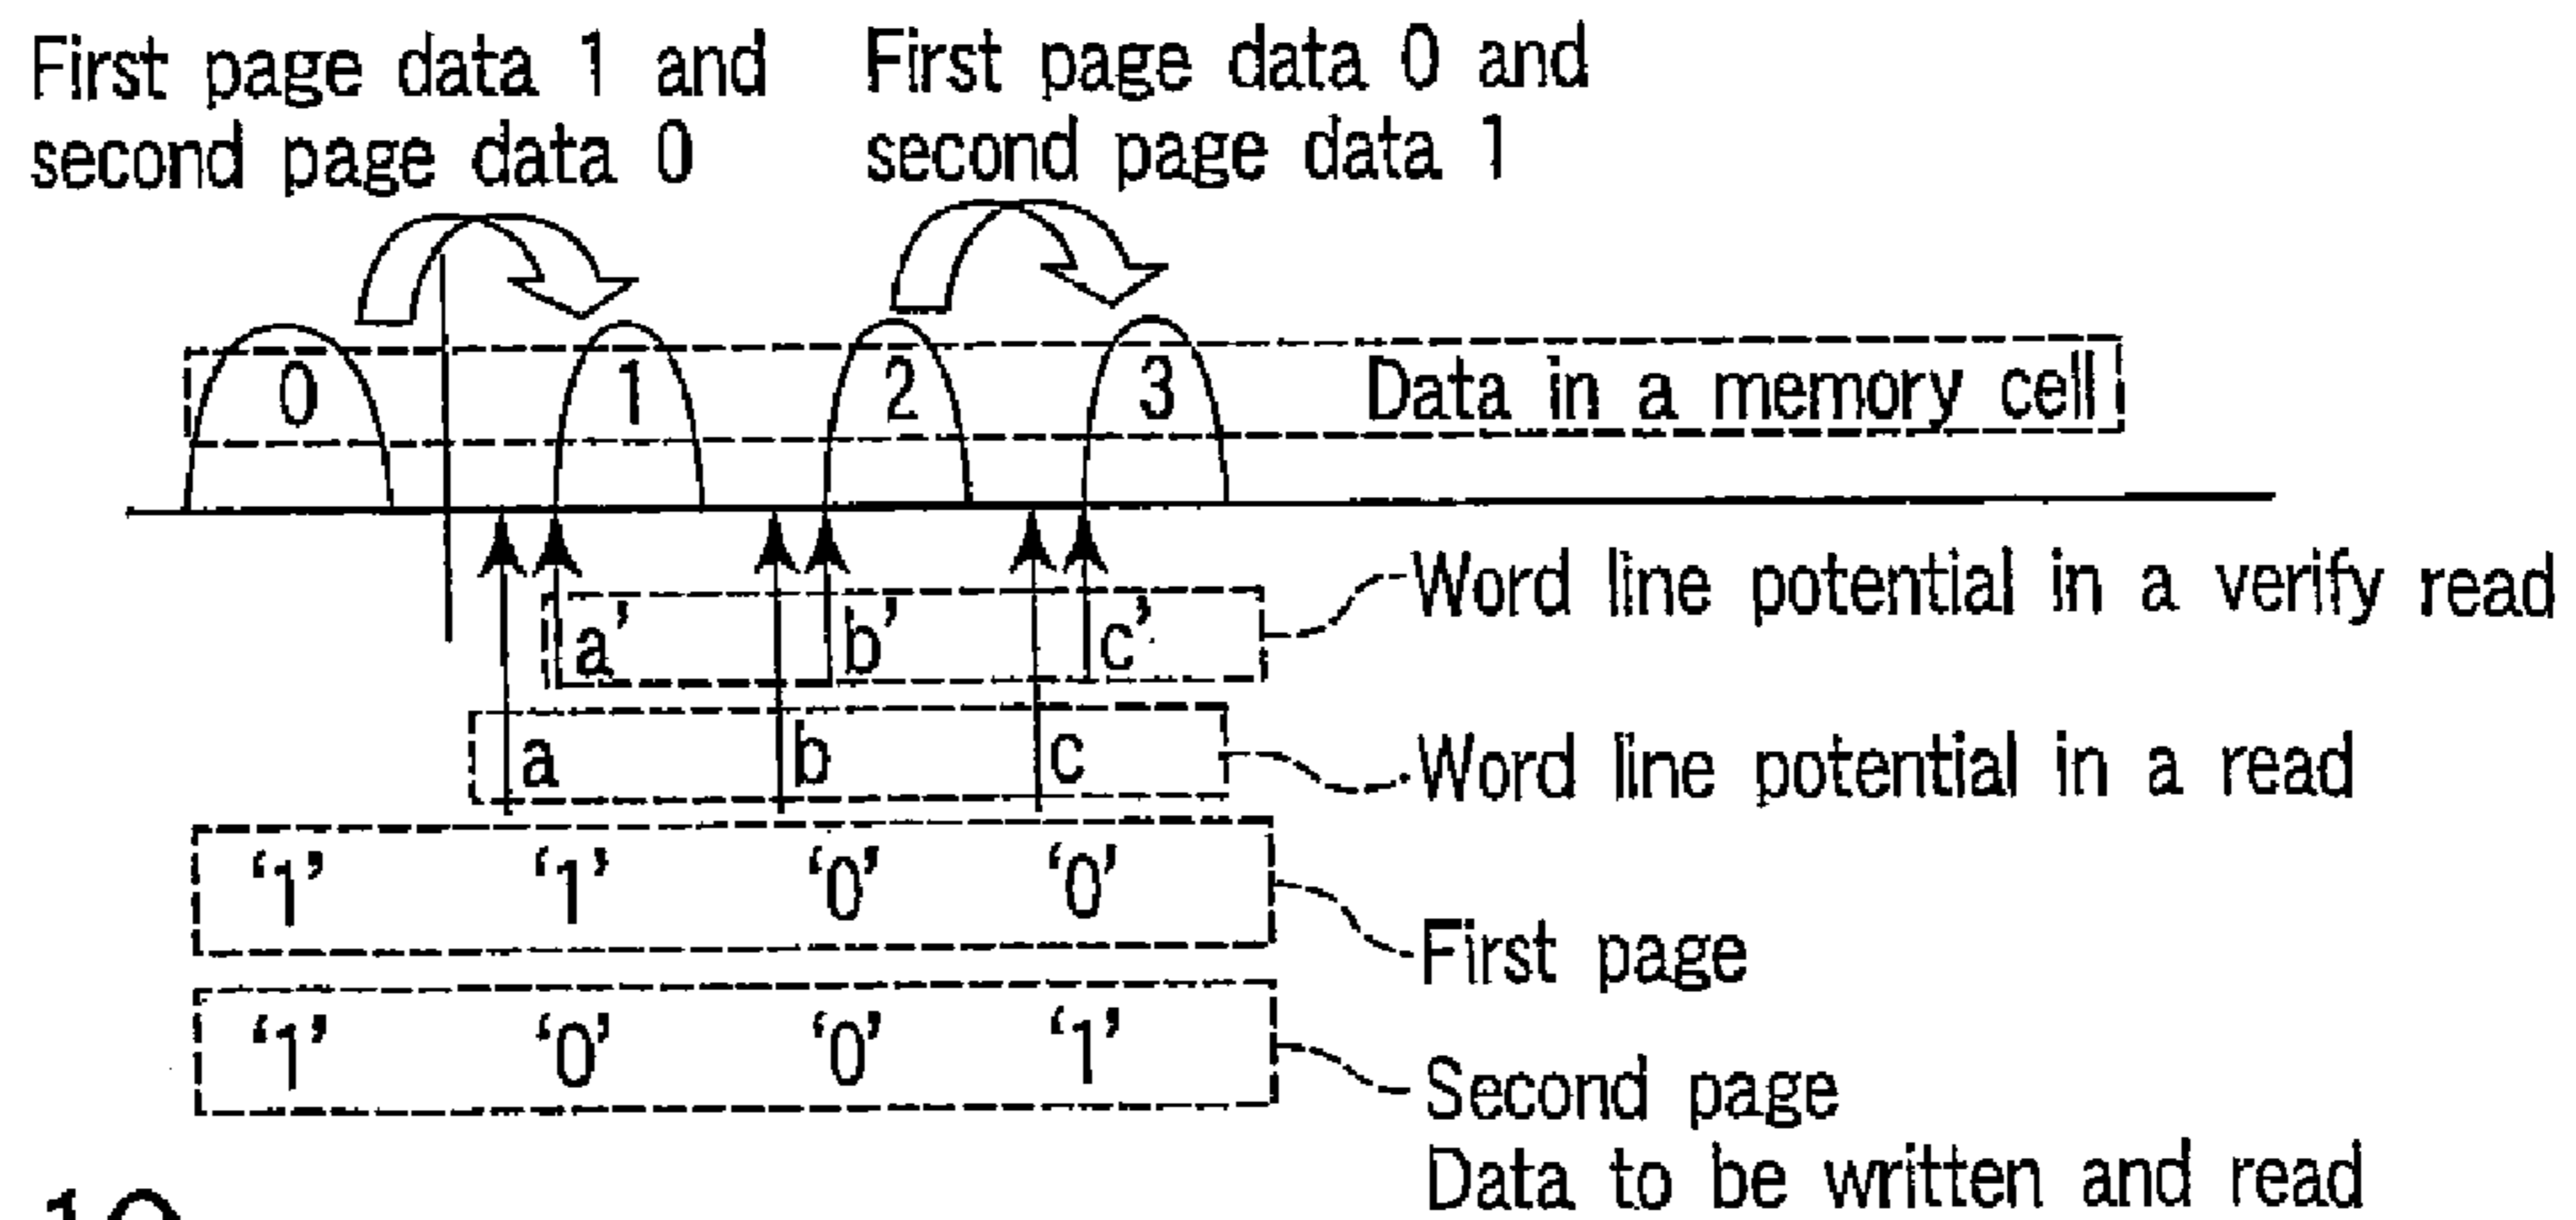 First page data 1 and
second page data 0
First page data 0 and
second page data 1
0 1 2 3 Data in a memory cell
a' b' c' Word line potential in a verify read
a b c Word line potential in a read
‘1’ ‘1’ ‘0’ ‘0’
First page
‘1’ ‘0’ ‘0’ ‘1’
Second page
Data to be written and read